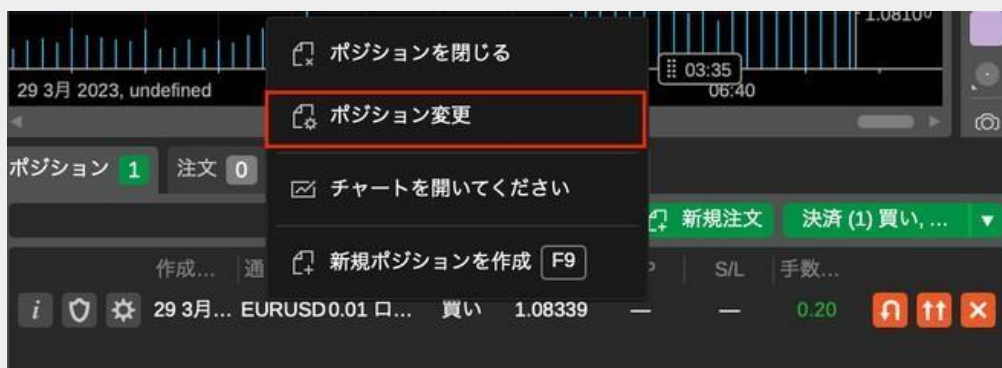 1.08100
ポジションを閉じる
03:35
29 3月 2023, undefined
06:40
ポジション変更
ポジション 1 注文 0
チャートを開いてください
新規注文 決済 (1) 買い, ...
新規ポジションを作成 F9
作成... 通 P S/L 手数...
i 29 3月... EURUSD 0.01 ロ... 買い 1.08339 — — 0.20